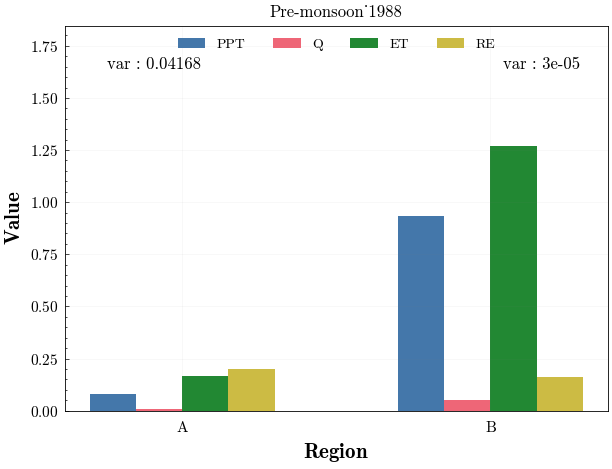 Pre-monsoon˙1988
PPT Q ET RE
var : 0.04168 var : 3e-05
1.75
1.50
1.25
1.00
0.75
0.50
0.25
0.00
Value
A B
Region